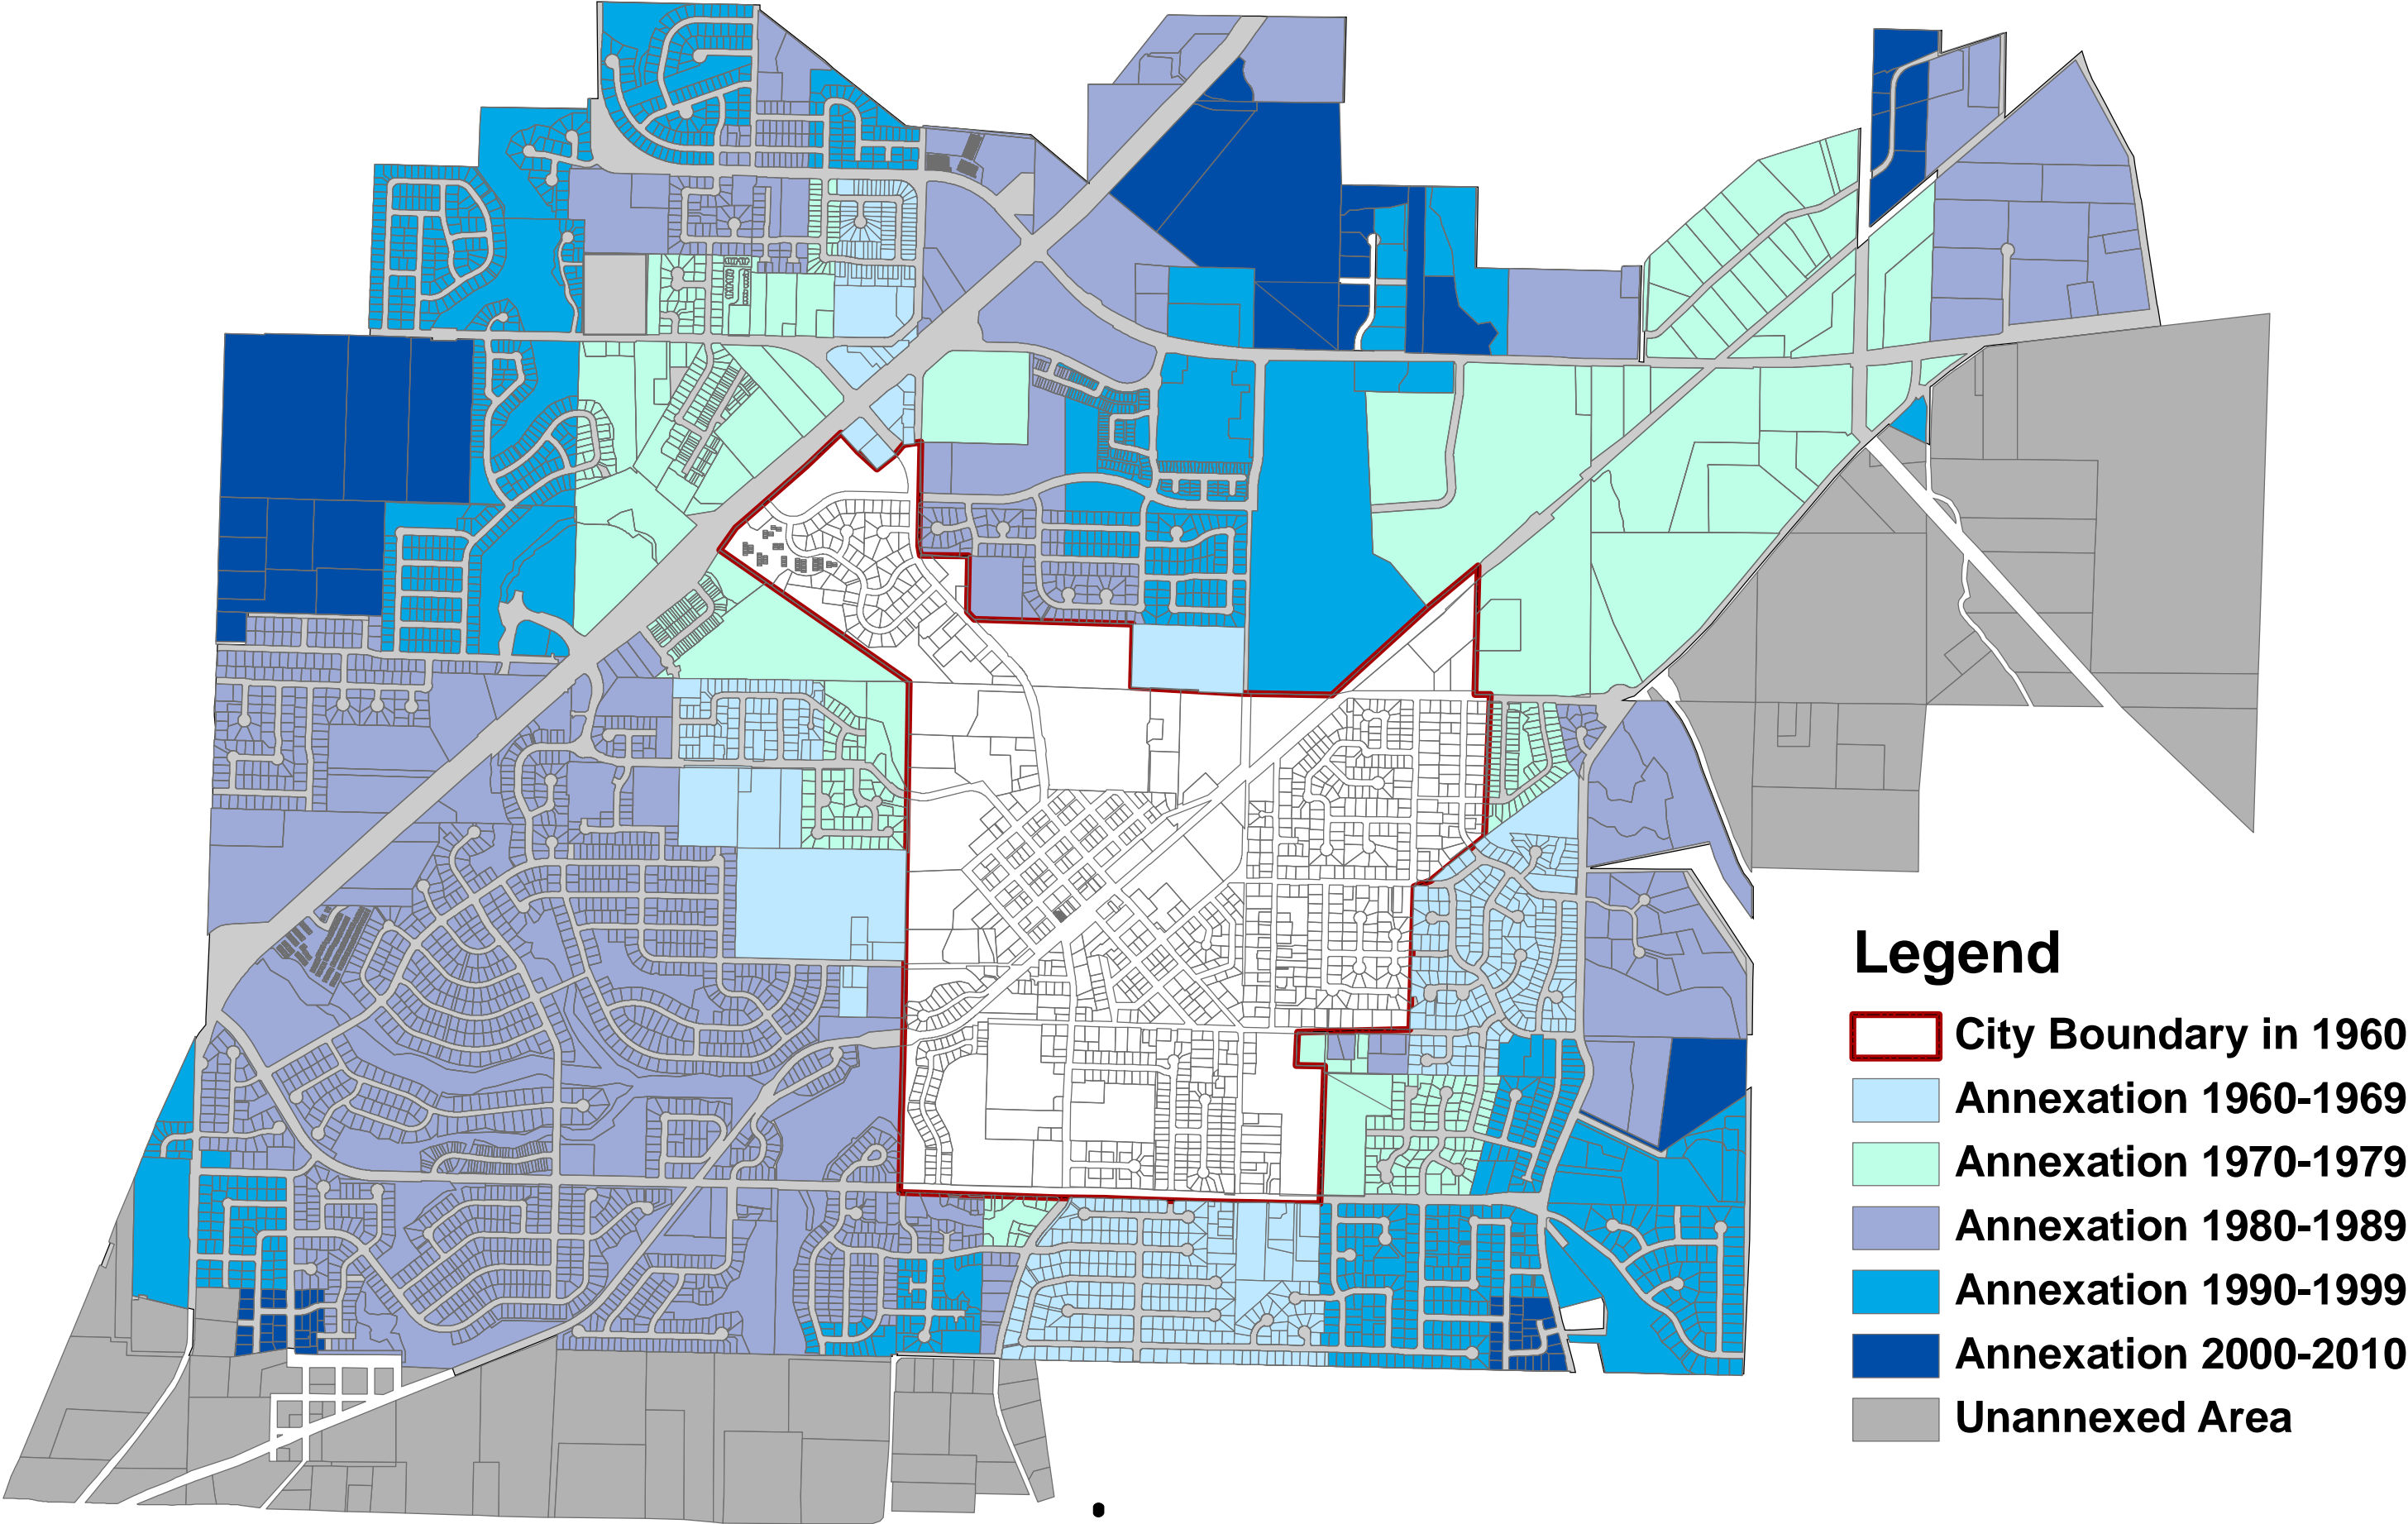 Legend
City Boundary in 1960
Annexation 1960-1969
Annexation 1970-1979
Annexation 1980-1989
Annexation 1990-1999
Annexation 2000-2010
Unannexed Area